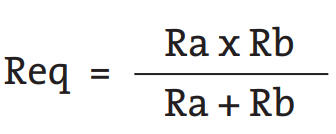 Ra x Rb
Req =
Ra + Rb